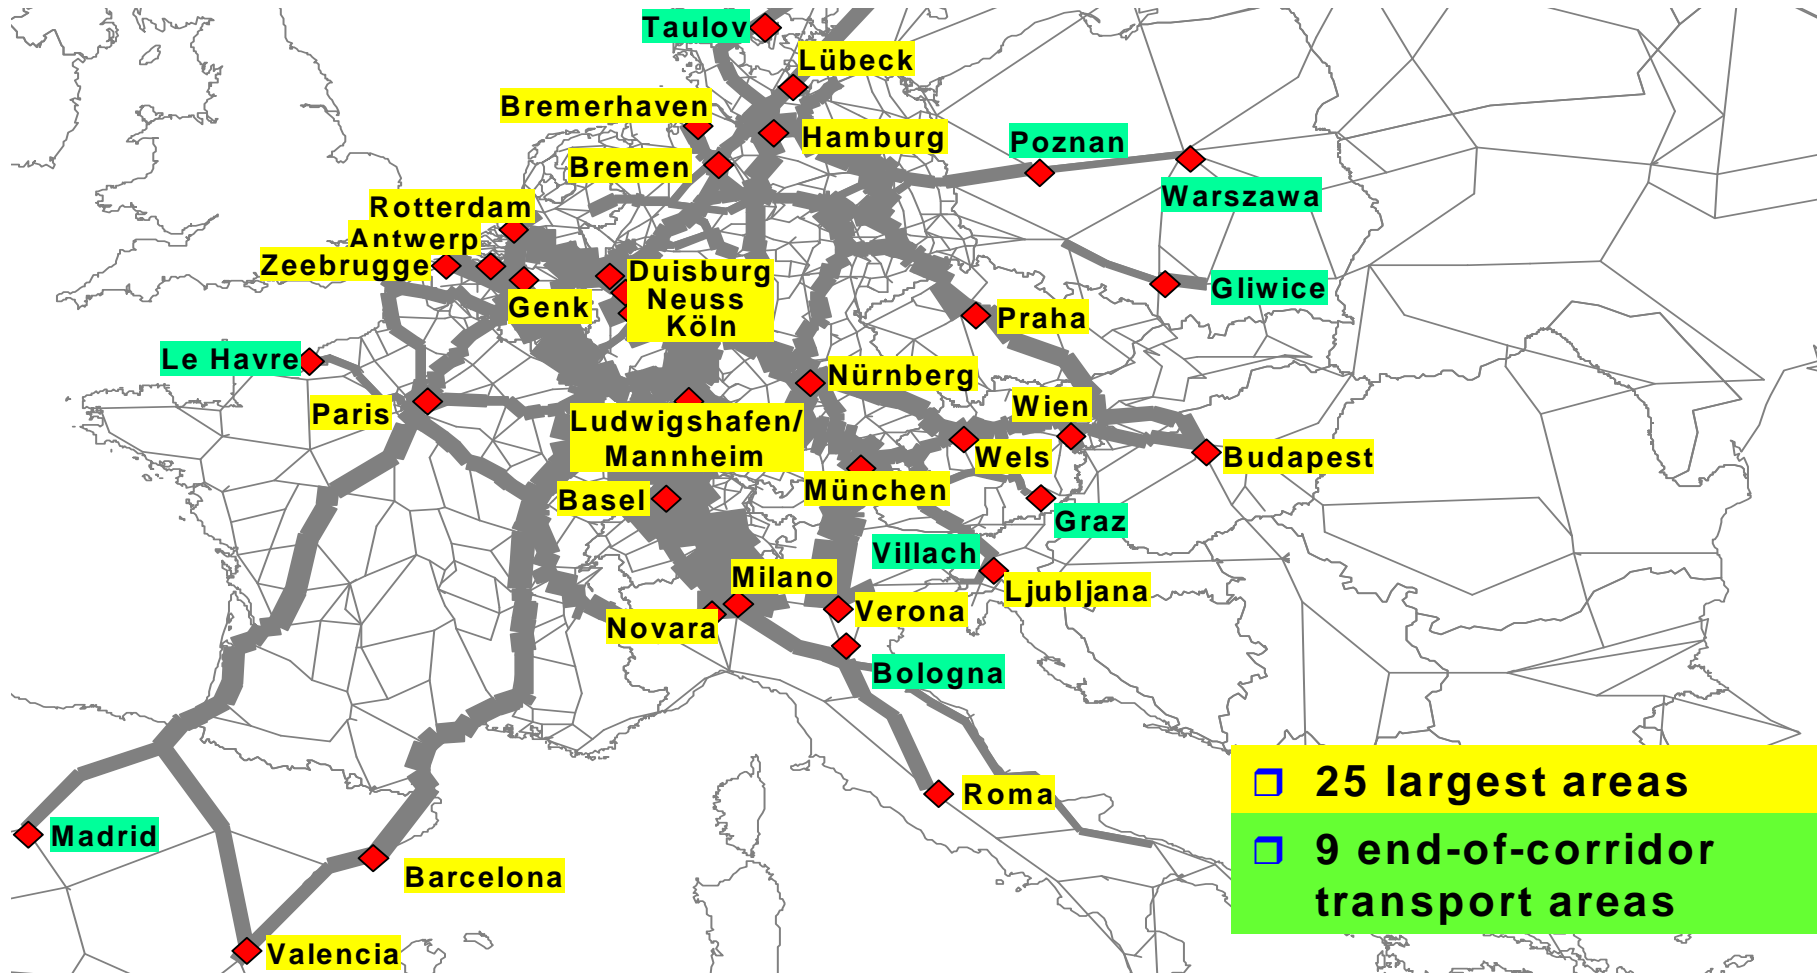 Taulov
Lübeck
Bremerhaven
Hamburg
Poznan
Bremen
Warszawa
Rotterdam
Antwerp
Zeebrugge
Duisburg
Neuss
Köln
Genk
Gliwice
Praha
Le Havre
Nürnberg
Paris
Wien
Ludwigshafen/
Mannheim
Wels
Budapest
Basel
München
Graz
Villach
Milano
Ljubljana
Verona
Novara
Bologna
Roma
Madrid
Barcelona
Valencia
25 largest areas
9 end-of-corridor
transport areas